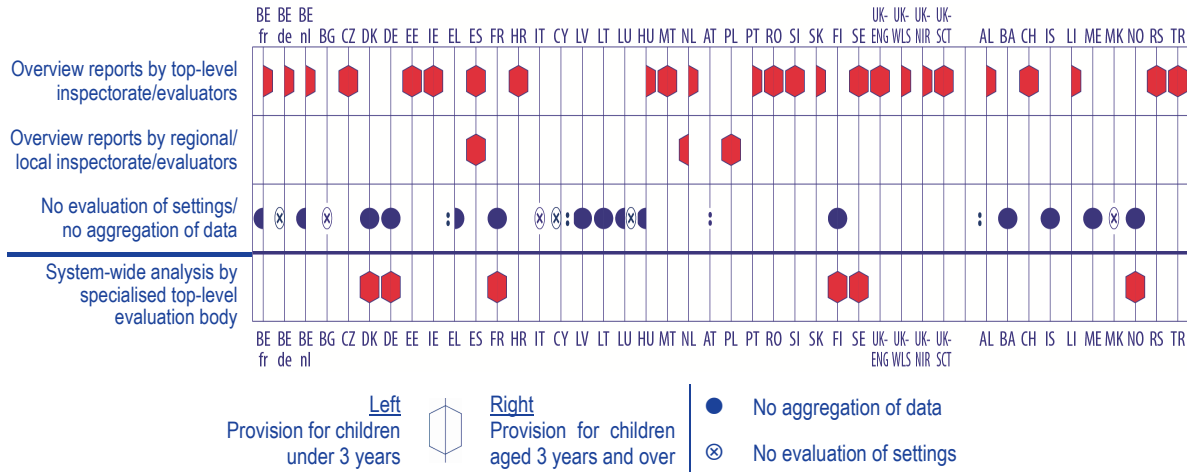 BE BE BE UK- UK- UK- UK-
fr de nl BG CZ DK DE EE IE EL ES FR HR IT CY LV LT LU HU MT NL AT PL PT RO SI SK FI SE ENG WLS NIR SCT AL BA CH IS LI ME MK NO RS TR
Overview reports by top-level
inspectorate/evaluators
Overview reports by regional/
local inspectorate/evaluators
No evaluation of settings/
no aggregation of data
System-wide analysis by
specialised top-level
evaluation body
BE BE BE BG CZ DK DE EE IE EL ES FR HR IT CY LV LT LU HU MT NL AT PL PT RO SI SK FI SE UK- UK- UK- UK- AL BA CH IS LI ME MK NO RS TR
fr de nl ENG WLS NIR SCT
Left
Provision for children
under 3 years
Right
Provision for children
aged 3 years and over
No aggregation of data
No evaluation of settings